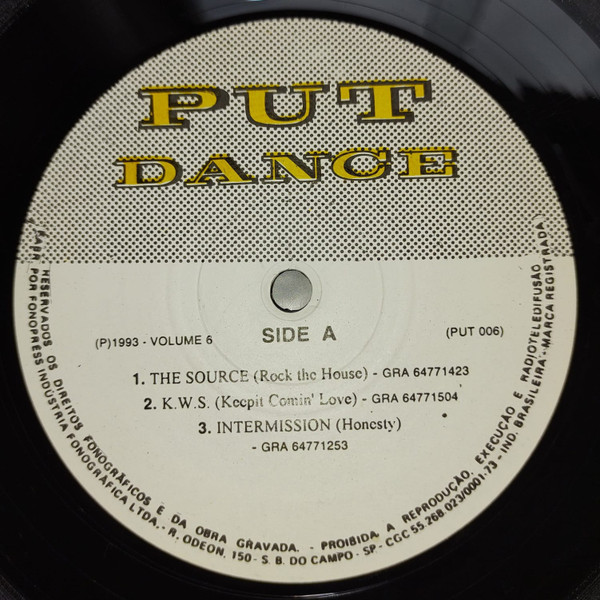 PUT
DANCE
(P)1993 - VOLUME 6
SIDE A
(PUT 006)
1. THE SOURCE (Rock the House) - GRA 64771423
2. K.W.S. (Keepit Comin' Love) - GRA 64771504
3. INTERMISSION (Honesty)
- GRA 64771253
RESERVADOS OS DIREITOS FONOGRÁFICOS E DA OBRA GRAVADA. - PROIBIDA A REPRODUÇÃO, EXECUÇÃO E RADIOTELEDIFUSÃO
POR FONOPRESS INDÚSTRIA FONOGRÁFICA LTDA. - R. ODEON, 150 - S. B. DO CAMPO - SP - CGC 55.268.023/0001-73 - IND. BRASILEIRA - MARCA REGISTRADA)